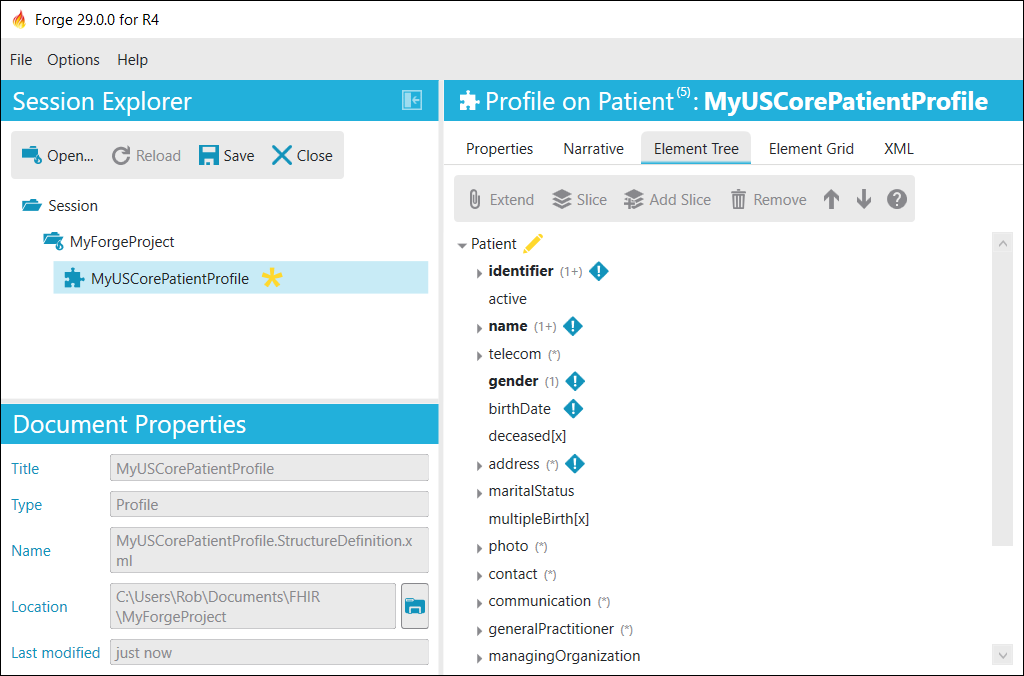 Forge 29.0.0 for R4
File Options Help
Session Explorer
Open... Reload Save Close
Session
MyForgeProject
MyUSCorePatientProfile
Document Properties
Title MyUSCorePatientProfile
Type Profile
Name MyUSCorePatientProfile.StructureDefinition.x
ml
Location C:\Users\Rob\Documents\FHIR
\MyForgeProject
Last modified just now
Profile on Patient(5): MyUSCorePatientProfile
Properties Narrative Element Tree Element Grid XML
Extend Slice Add Slice Remove
Patient
identifier (1+)
active
name (1+)
telecom (*)
gender (1)
birthDate
deceased[x]
address (*)
maritalStatus
multipleBirth[x]
photo (*)
contact (*)
communication (*)
generalPractitioner (*)
managingOrganization